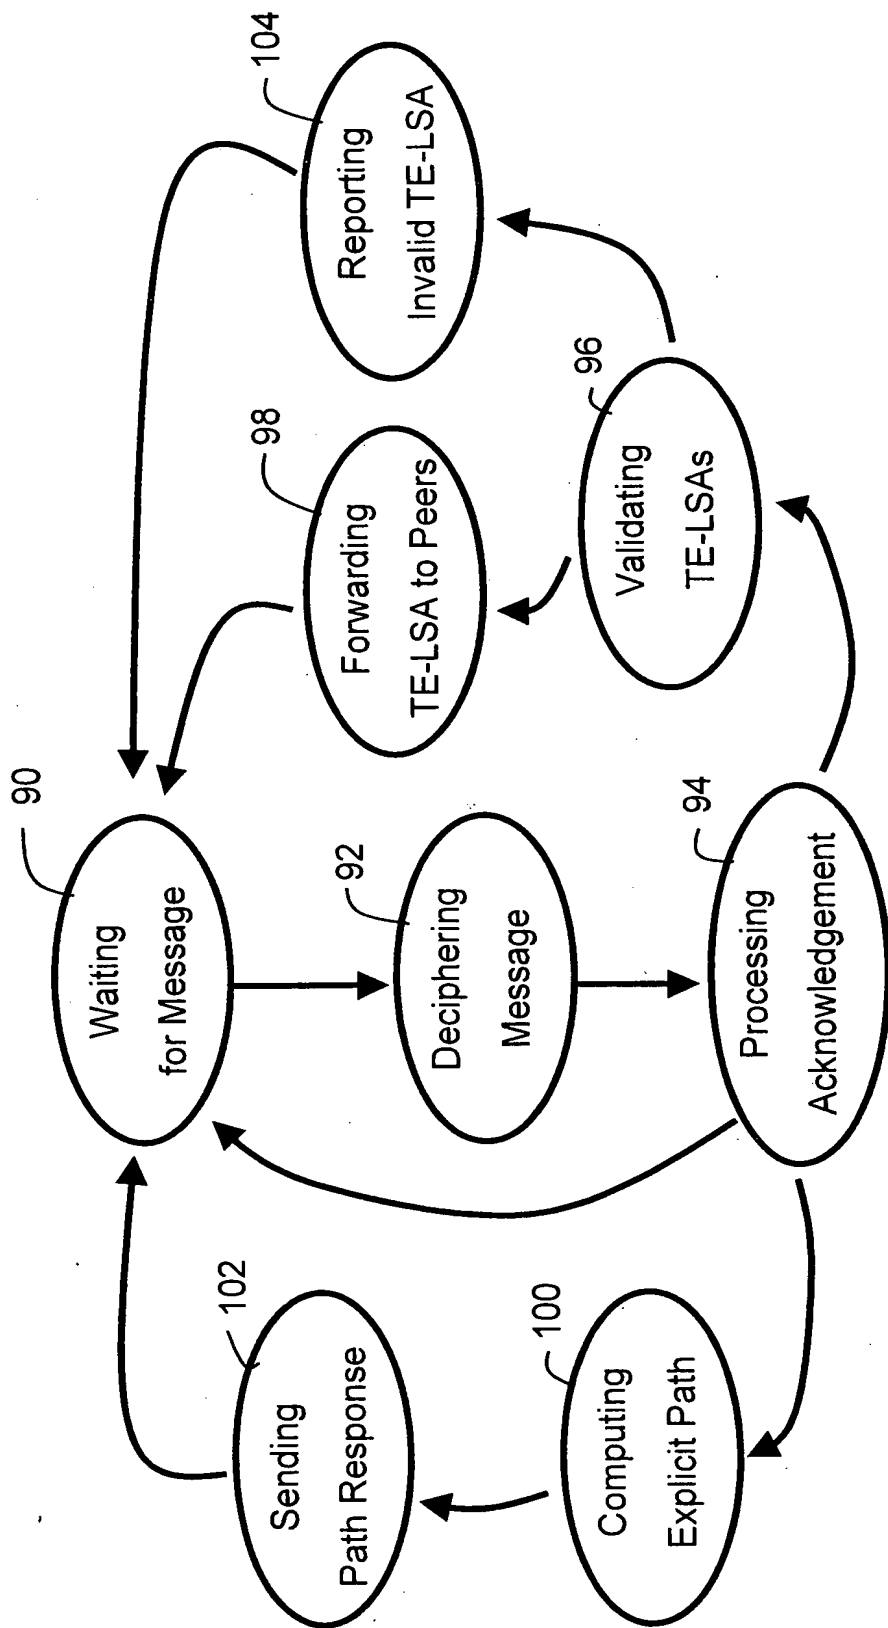 90
Waiting
for Message
92
Deciphering
Message
94
Processing
Acknowledgement
96
Validating
TE-LSAs
98
Forwarding
TE-LSA to Peers
104
Reporting
Invalid TE-LSA
100
Computing
Explicit Path
102
Sending
Path Response